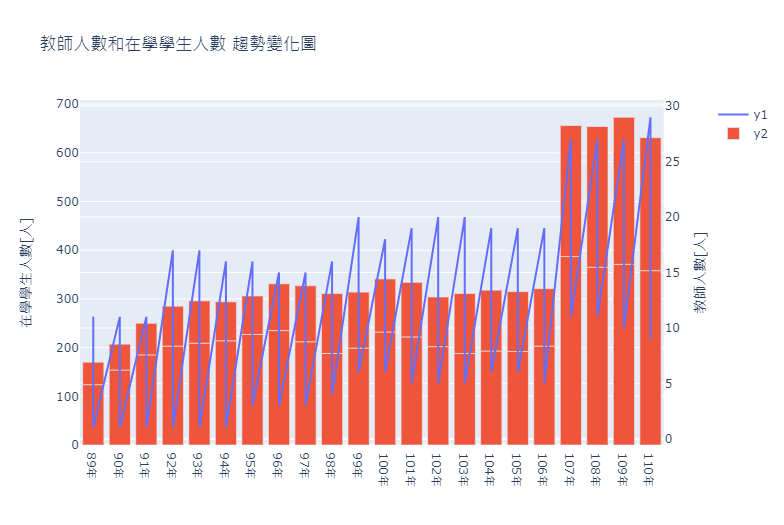 教師人數和在學學生人數 趨勢變化圖
700
600
500
400
300
200
100
0
在學學生人數[人]
30
25
20
15
10
5
0
教師人數[人]
y1
y2
89年
90年
91年
92年
93年
94年
95年
96年
97年
98年
99年
100年
101年
102年
103年
104年
105年
106年
107年
108年
109年
110年